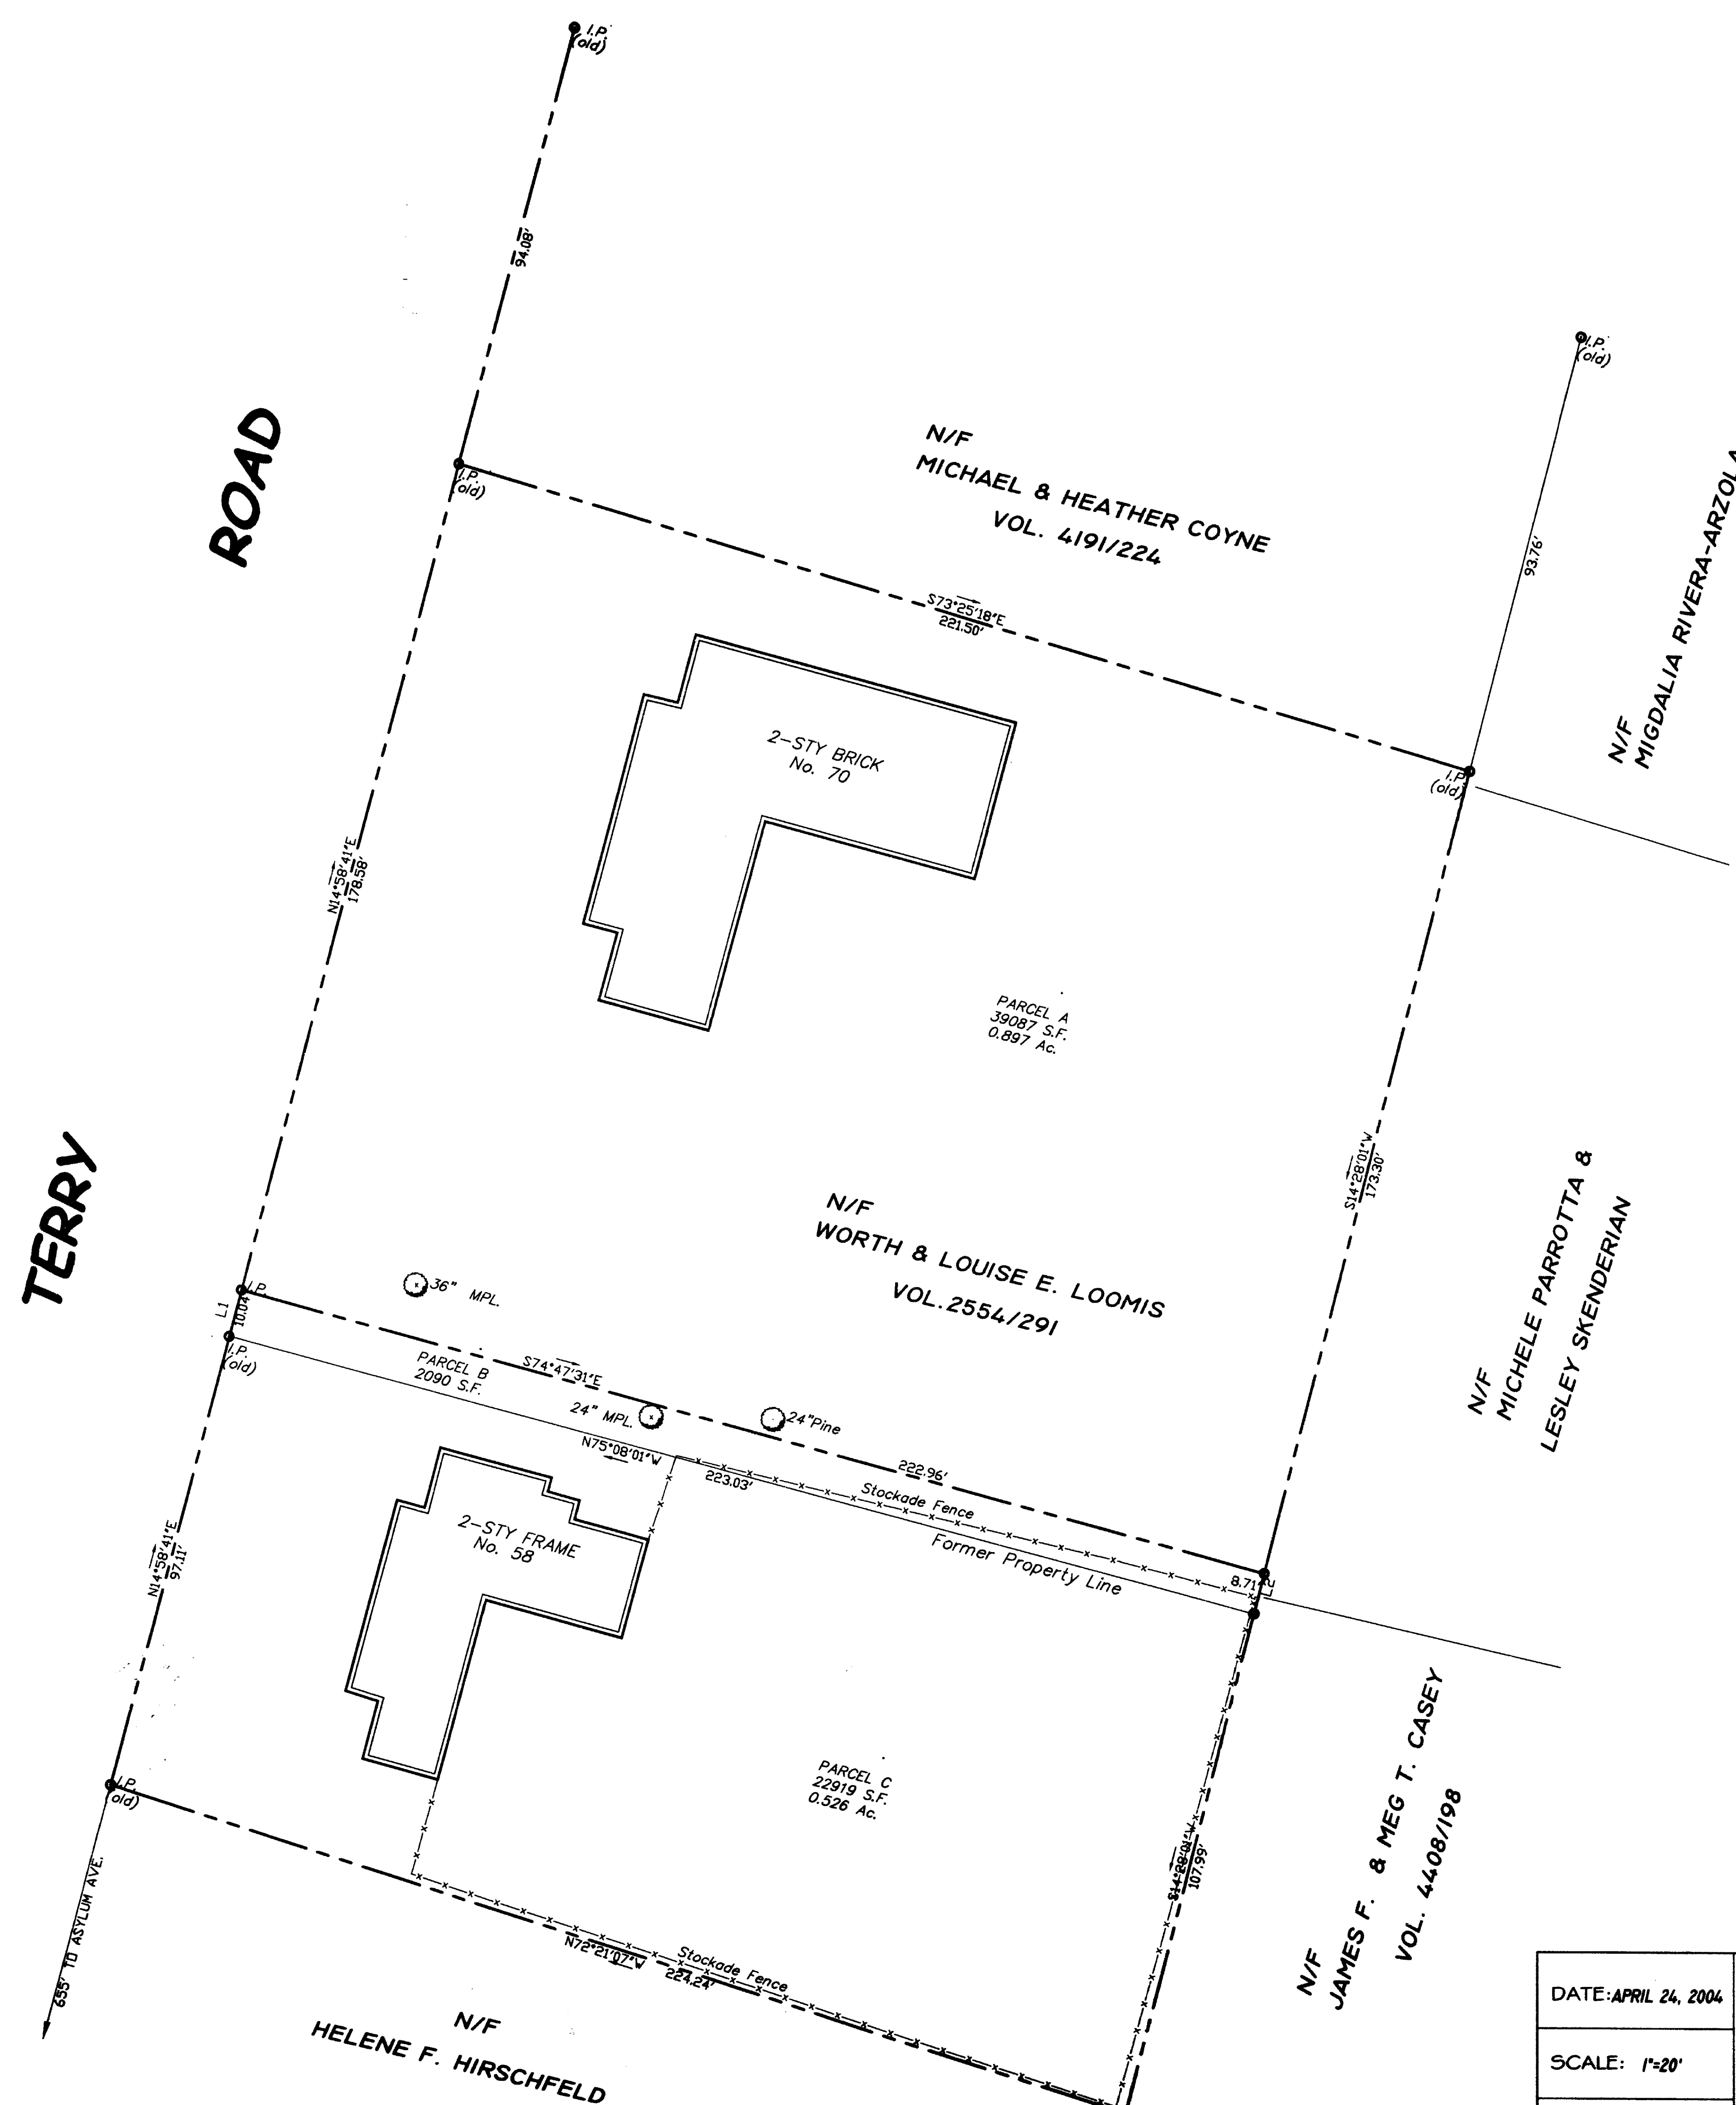 I.P.
(old)
94.08'
I.P.
(old)
ROAD
N/F
MICHAEL & HEATHER COYNE
VOL. 4191/224
93.76'
N/F
MIGDALIA RIVERA-ARZOLA
I.P.
(old)
S73°25'18"E
221.50'
2-STY BRICK
No. 70
I.P.
(old)
N14°58'41"E
178.58'
PARCEL A
39087 S.F.
0.897 Ac.
S14°28'01"W
173.30'
TERRY
N/F
WORTH & LOUISE E. LOOMIS
VOL.2554/291
N/F
MICHELE PARROTTA &
LESLEY SKENDERIAN
I.P.
36" MPL.
L1
10.04'
I.P.
(old)
PARCEL B
2090 S.F.
S74°47'31"E
24" MPL.
24"Pine
N75°08'01"W
223.03'
222.96'
Stockade Fence
Former Property Line
8.71'
L2
2-STY FRAME
No. 58
N14°58'41"E
97.11'
I.P.
(old)
PARCEL C
22919 S.F.
0.526 Ac.
S14°28'01"W
107.99'
N/F
JAMES F. & MEG T. CASEY
VOL. 4408/198
655' TO ASYLUM AVE.
N72°21'07"W
224.24'
Stockade Fence
N/F
HELENE F. HIRSCHFELD
DATE: APRIL 24, 2004
SCALE: 1"=20'